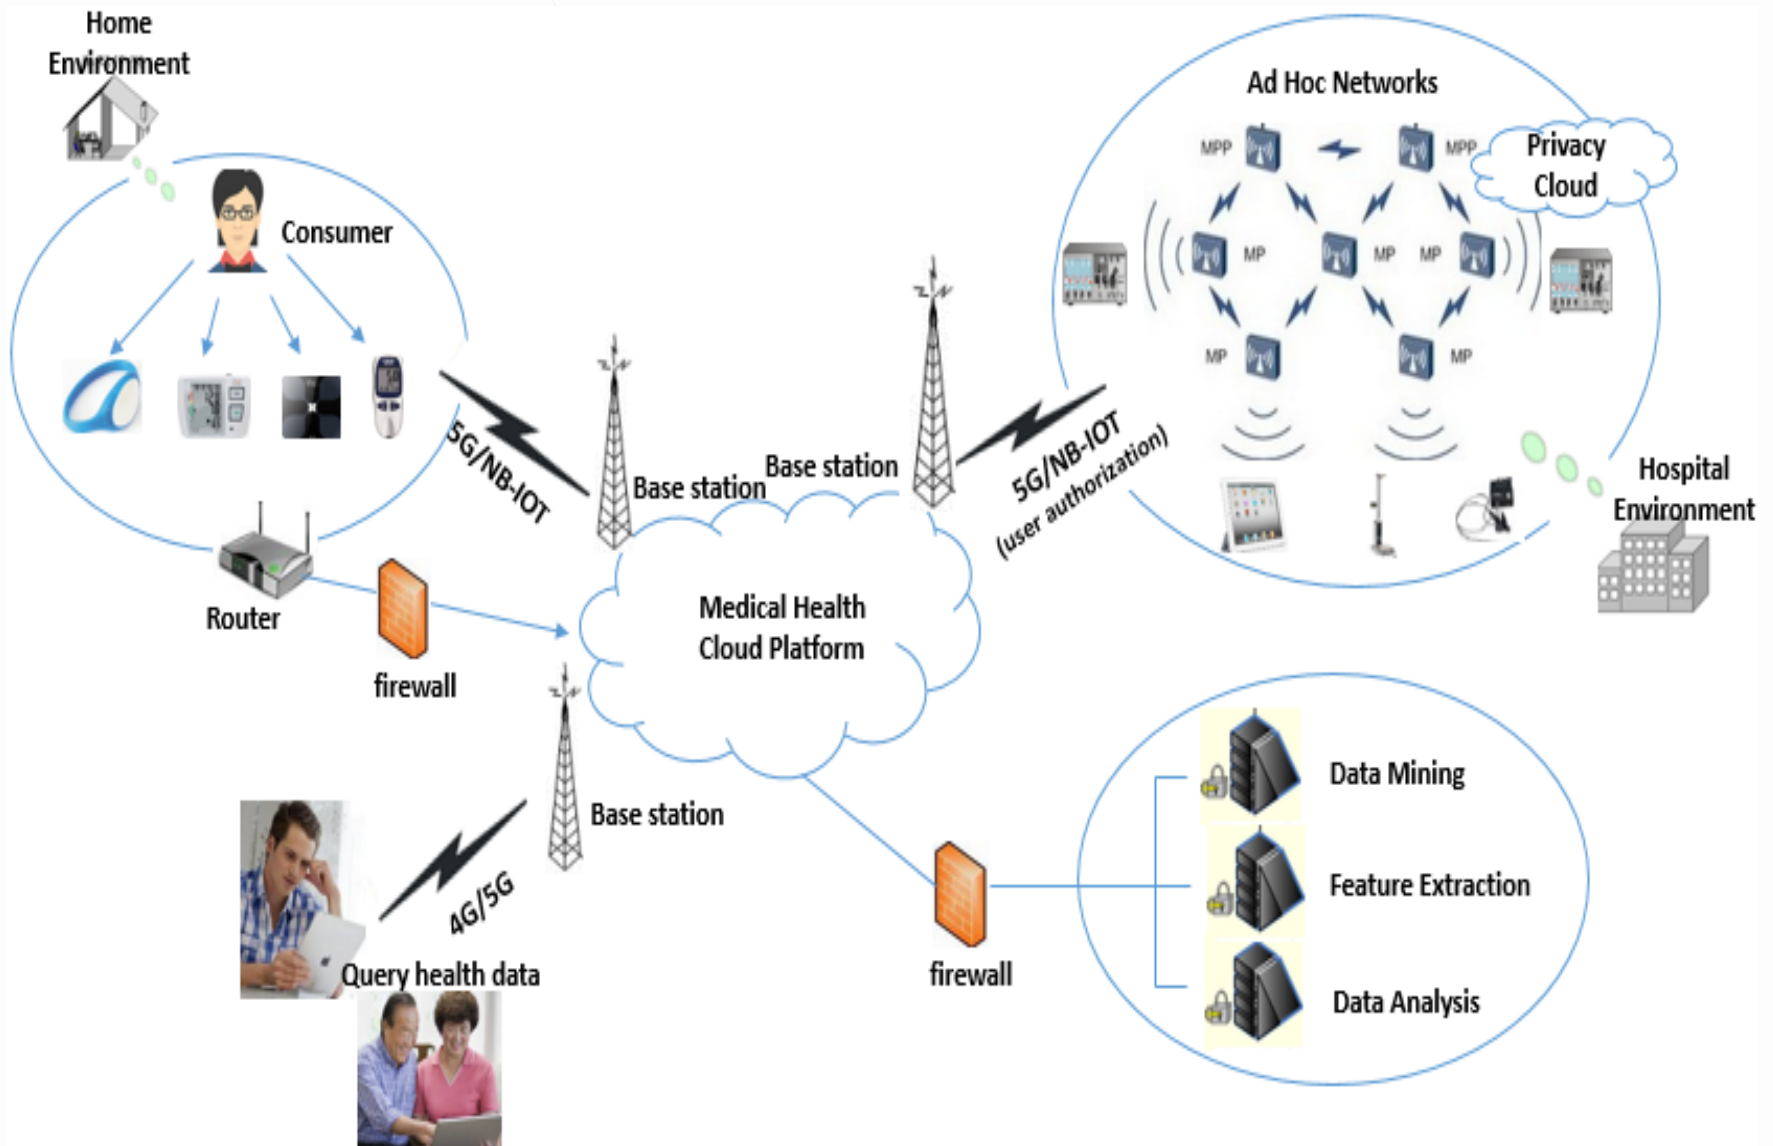 Home
Environment
Consumer
Router
firewall
5G/NB-IOT
Base station
Base station
5G/NB-IOT
(user authorization)
Ad Hoc Networks
MPP
MPP
Privacy
Cloud
MP
MP
MP
MP
MP
Hospital
Environment
Medical Health
Cloud Platform
Base station
4G/5G
Query health data
firewall
Data Mining
Feature Extraction
Data Analysis